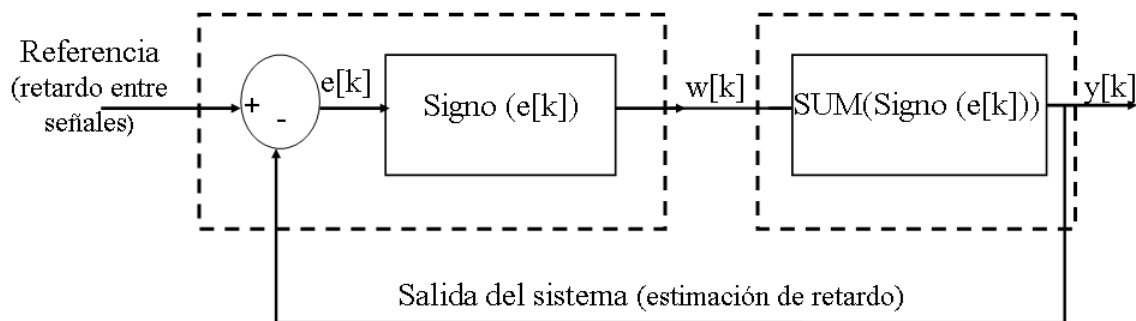 Referencia
(retardo entre
señales)
+
-
e[k]
Signo (e[k])
w[k]
SUM(Signo (e[k]))
y[k]
Salida del sistema (estimación de retardo)